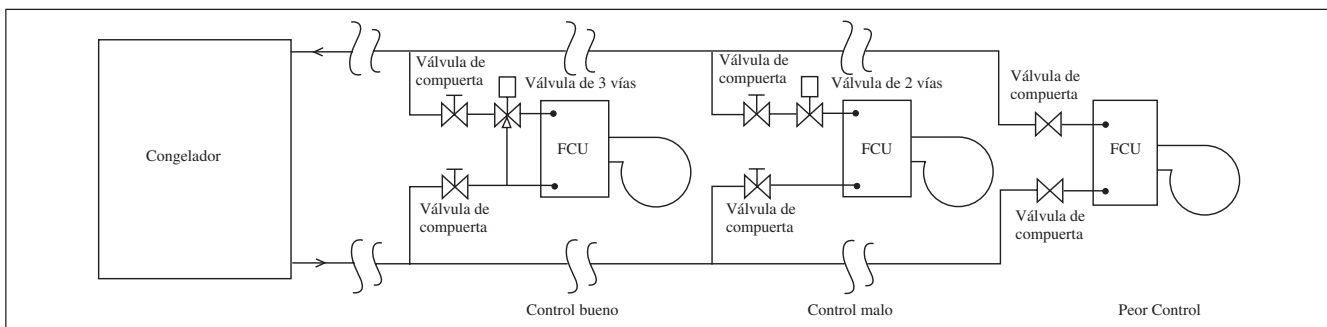 Congelador
Válvula de
compuerta
Válvula de 3 vías
FCU
Válvula de
compuerta
Control bueno
Válvula de
compuerta
Válvula de 2 vías
FCU
Válvula de
compuerta
Control malo
Válvula de
compuerta
FCU
Válvula de
compuerta
Peor Control